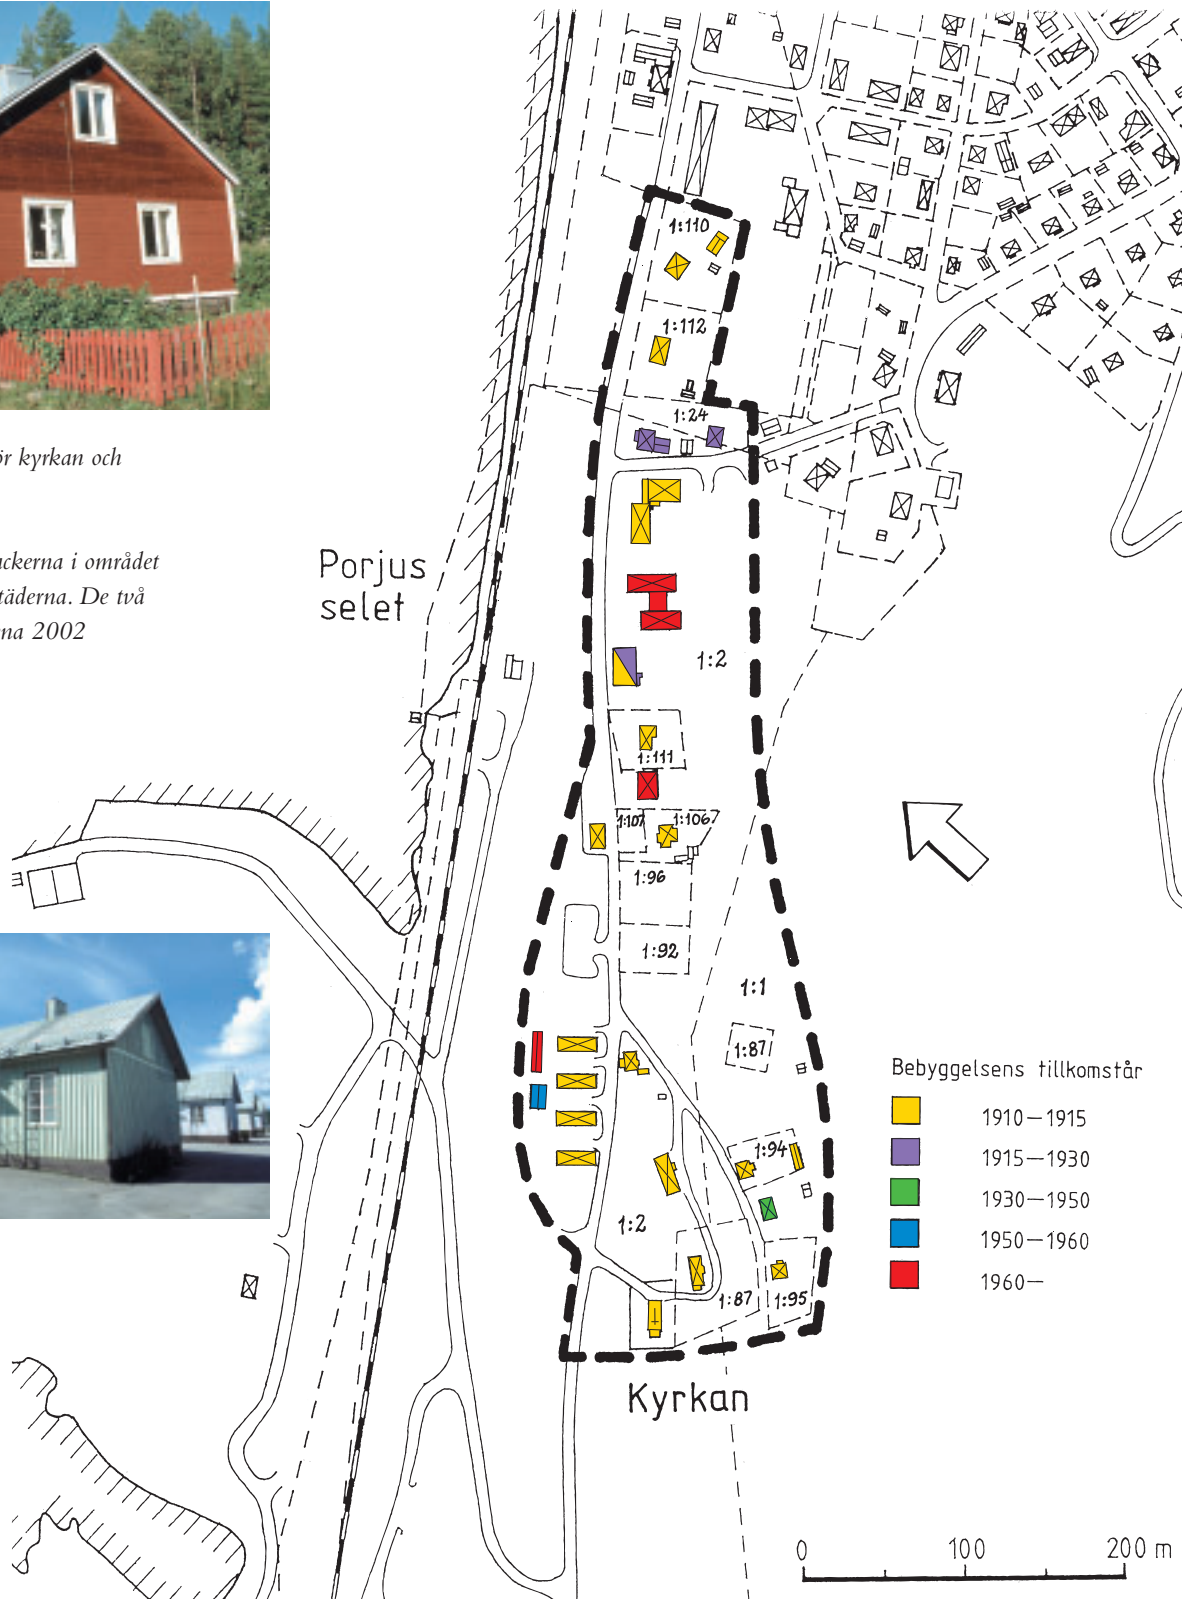 ör kyrkan och
ackerna i området
täderna. De två
rna 2002
Porjus
selet
1:110
1:112
1:24
1:2
1:111
1:107
1:106
1:96
1:92
1:1
1:87
1:94
1:2
1:87
1:95
Kyrkan
Bebyggelsens tillkomstår
1910—1915
1915—1930
1930—1950
1950—1960
1960—
0 100 200 m